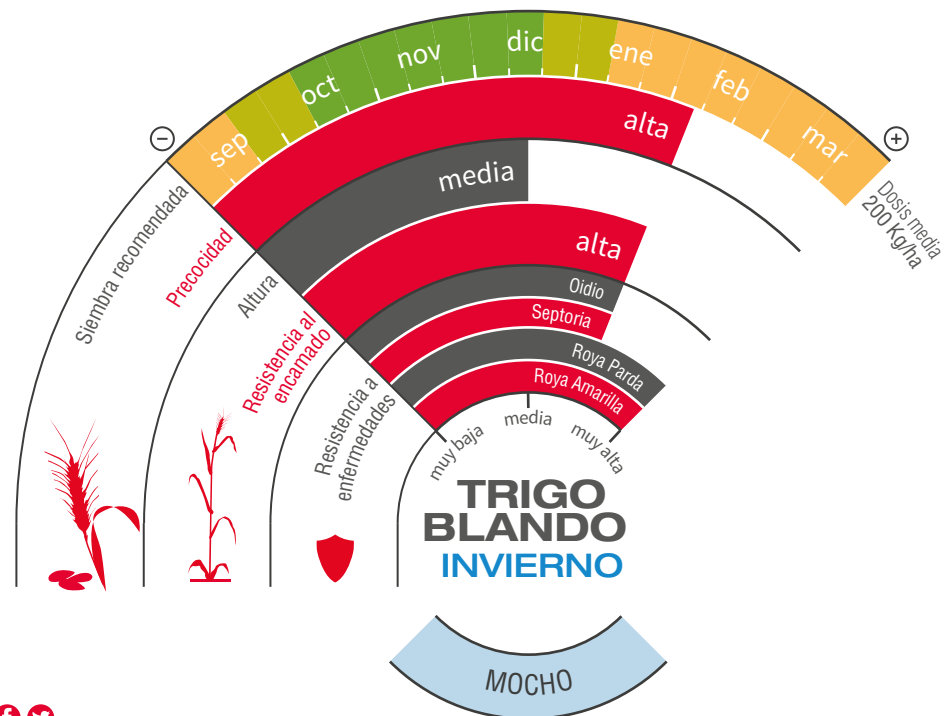 sep
oct
nov
dic
ene
feb
mar
−
+
Dosis media
200 Kg/ha
Siembra recomendada
Precocidad
alta
Altura
media
Resistencia al
encamado
alta
Resistencia a
enfermedades
Oidio
Septoria
Roya Parda
Roya Amarilla
muy baja
media
muy alta
TRIGO
BLANDO
INVIERNO
MOCHO